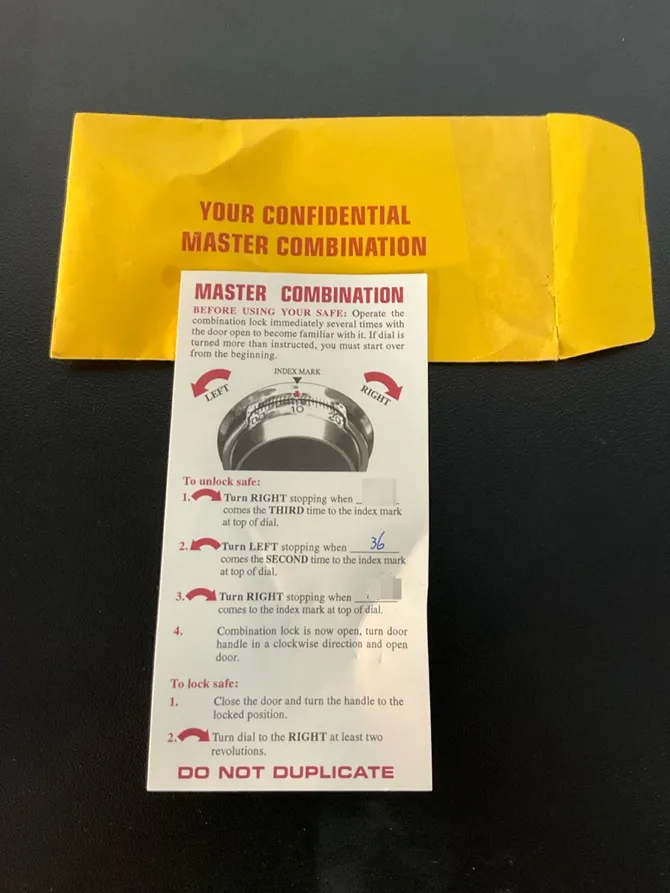 YOUR CONFIDENTIAL
MASTER COMBINATION
MASTER COMBINATION
BEFORE USING YOUR SAFE: Operate the
combination lock immediately several times with
the door open to become familiar with it. If dial is
turned more than instructed, you must start over
from the beginning.
INDEX MARK
LEFT
RIGHT
10
To unlock safe:
1. Turn RIGHT stopping when
comes the THIRD time to the index mark
at top of dial.
2. Turn LEFT stopping when 36
comes the SECOND time to the index mark
at top of dial.
3. Turn RIGHT stopping when
comes to the index mark at top of dial.
4. Combination lock is now open, turn door
handle in a clockwise direction and open
door.
To lock safe:
1. Close the door and turn the handle to the
locked position.
2. Turn dial to the RIGHT at least two
revolutions.
DO NOT DUPLICATE